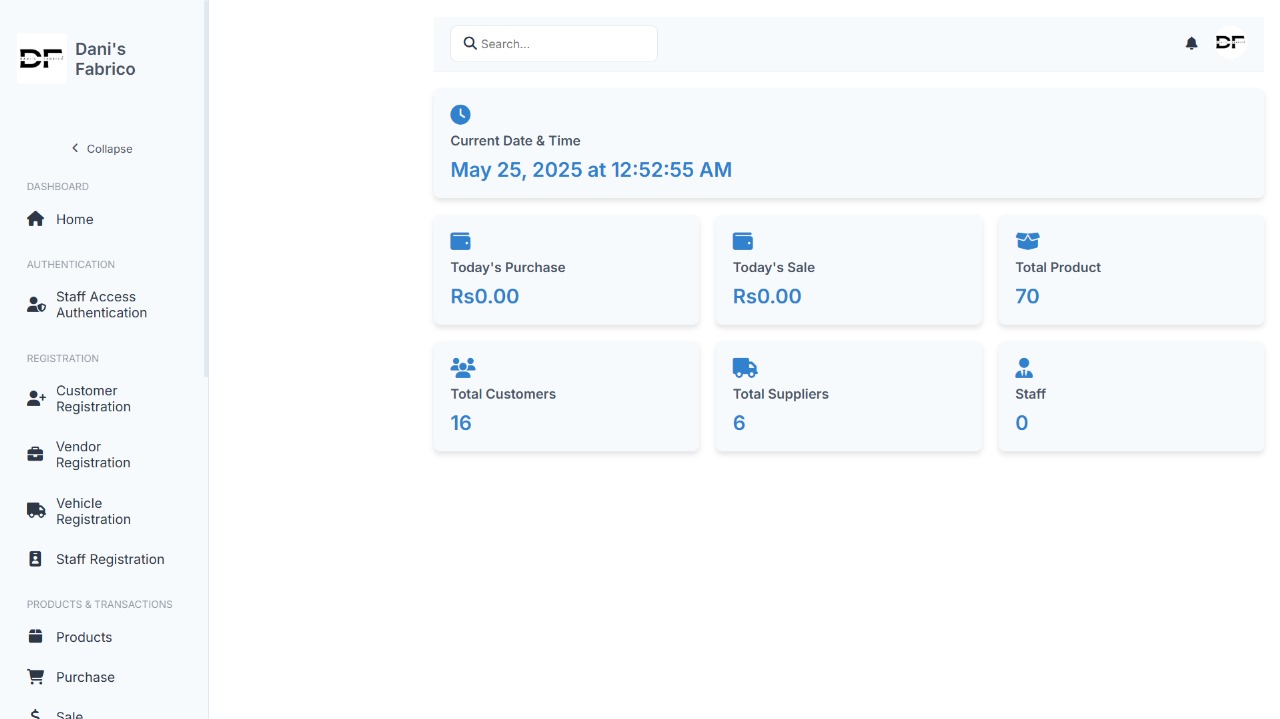 DF
Dani's
Fabrico
Collapse
DASHBOARD
Home
AUTHENTICATION
Staff Access
Authentication
REGISTRATION
Customer
Registration
Vendor
Registration
Vehicle
Registration
Staff Registration
PRODUCTS & TRANSACTIONS
Products
Purchase
Sale
Search...
DF
Current Date & Time
May 25, 2025 at 12:52:55 AM
Today's Purchase
Rs0.00
Today's Sale
Rs0.00
Total Product
70
Total Customers
16
Total Suppliers
6
Staff
0